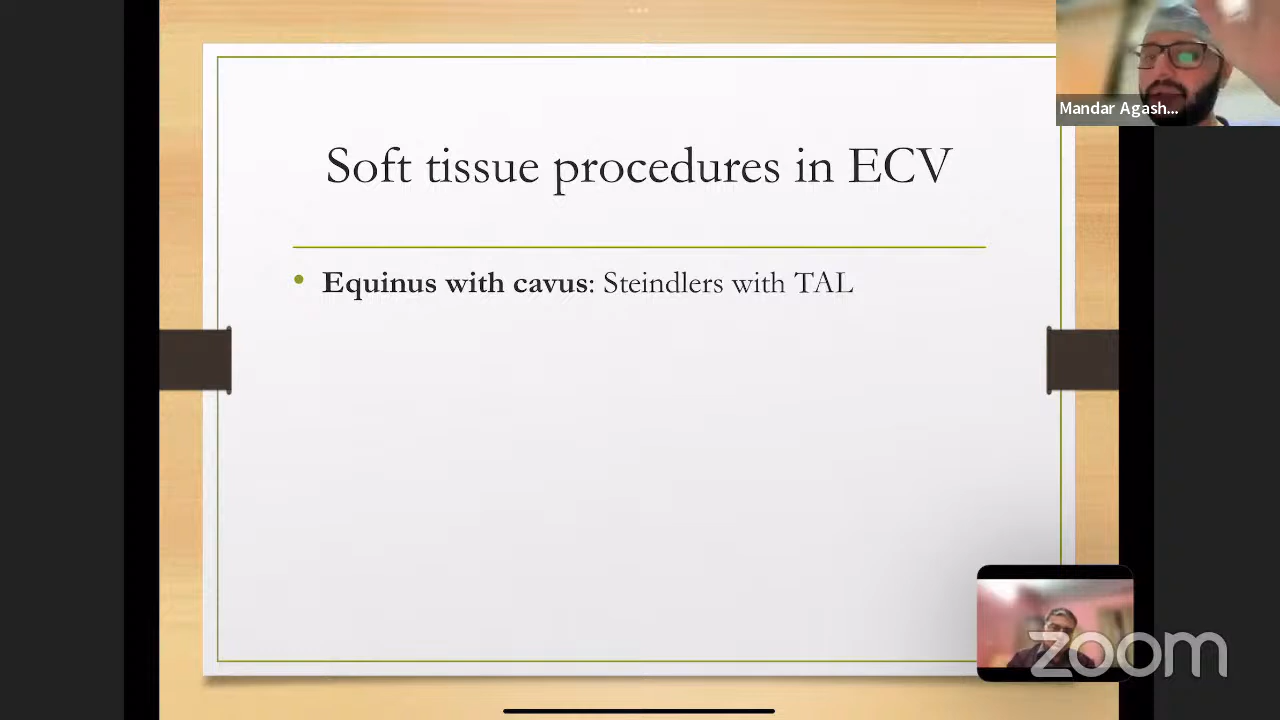 Mandar Agash...
Soft tissue procedures in ECV
• Equinus with cavus: Steindlers with TAL
zoom